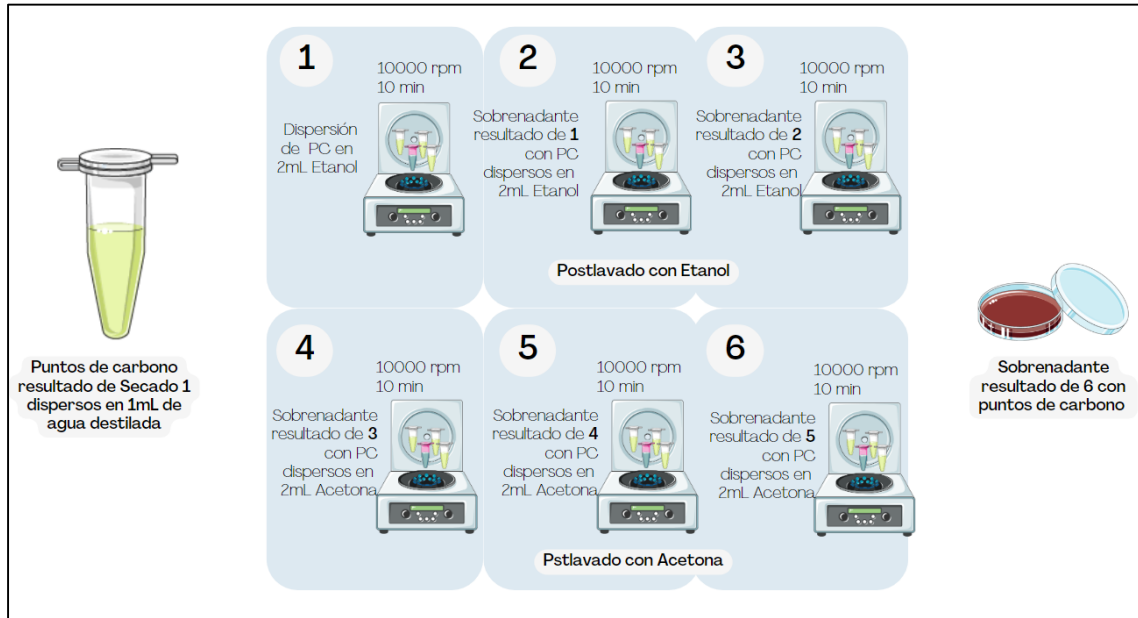 1
10000 rpm
10 min
Dispersión
de PC en
2mL Etanol
2
10000 rpm
10 min
Sobrenadante
resultado de 1
con PC
dispersos en
2mL Etanol
3
10000 rpm
10 min
Sobrenadante
resultado de 2
con PC
dispersos en
2mL Etanol
Postlavado con Etanol
Puntos de carbono
resultado de Secado 1
dispersos en 1mL de
agua destilada
4
10000 rpm
10 min
Sobrenadante
resultado de 3
con PC
dispersos en
2mL Acetona
5
10000 rpm
10 min
Sobrenadante
resultado de 4
con PC
dispersos en
2mL Acetona
6
10000 rpm
10 min
Sobrenadante
resultado de 5
con PC
dispersos en
2mL Acetona
Pstlavado con Acetona
Sobrenadante
resultado de 6 con
puntos de carbono